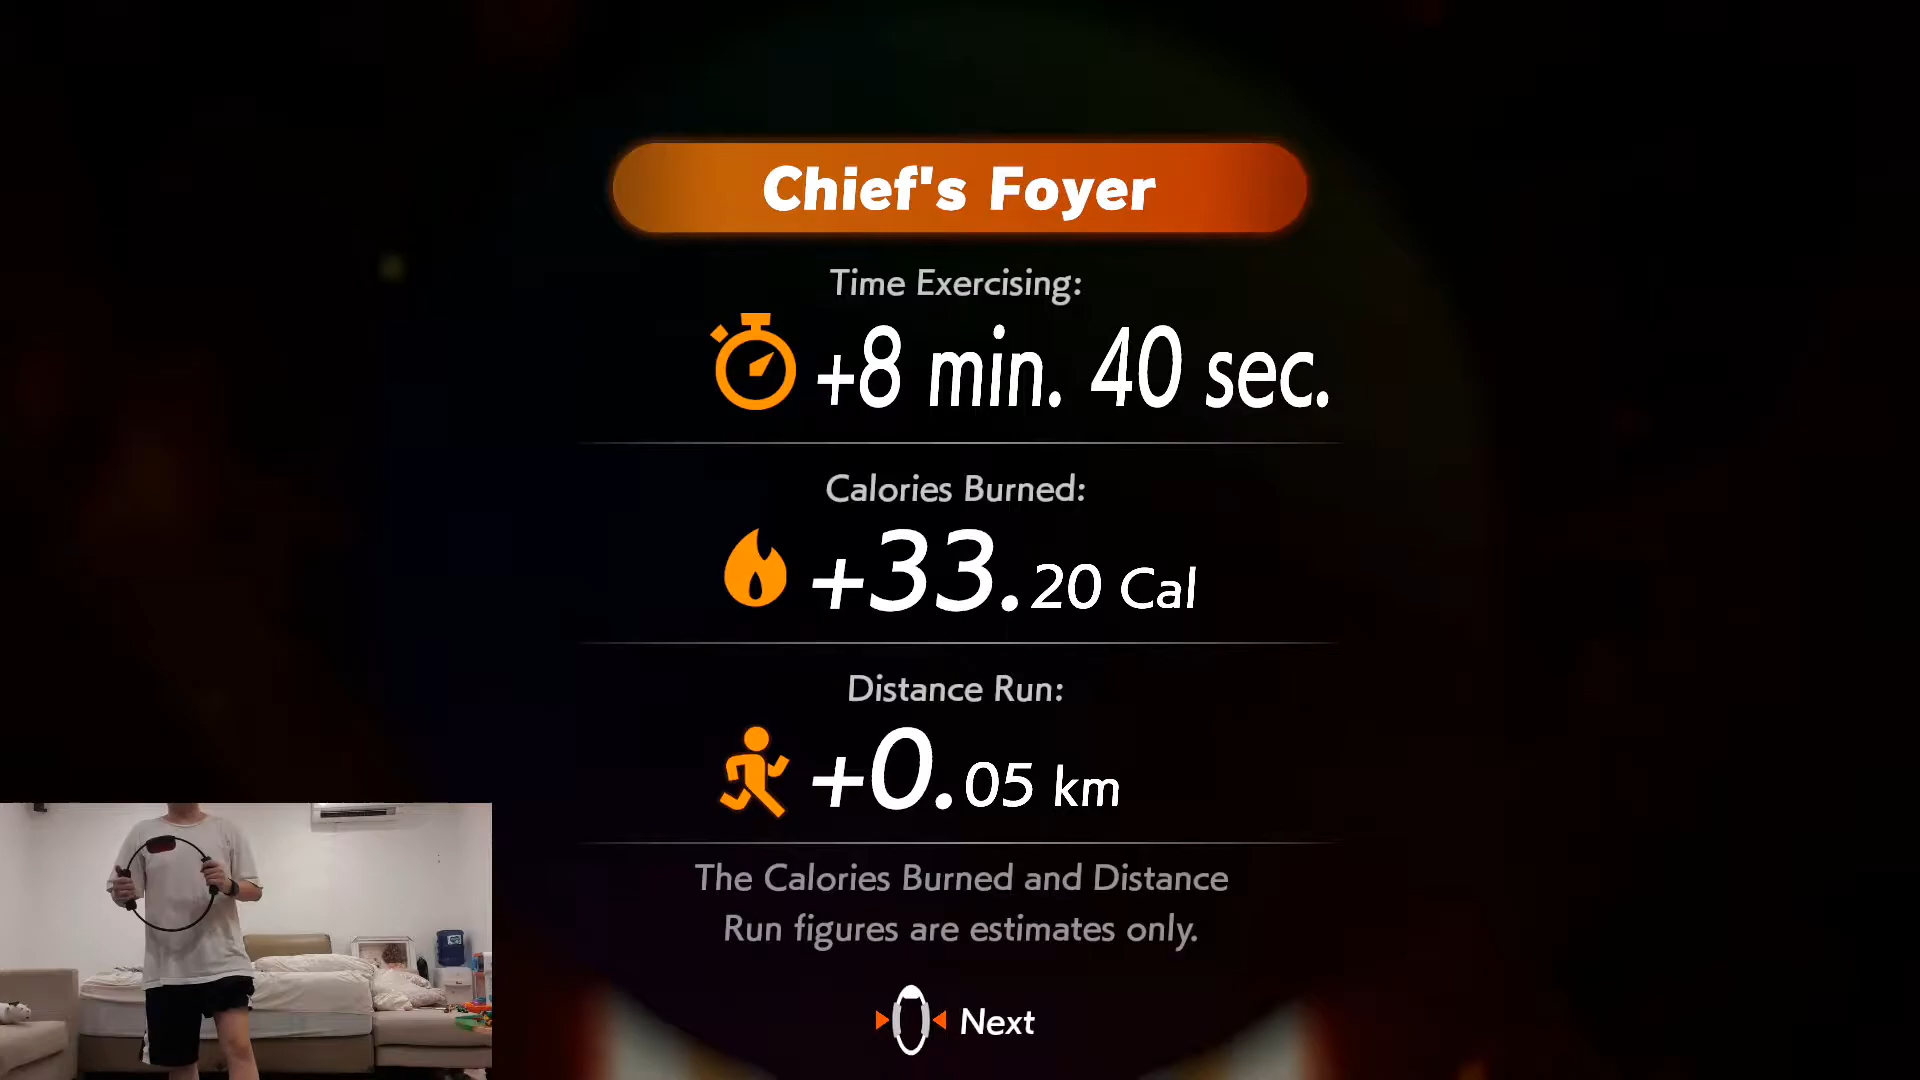 Chief's Foyer
Time Exercising:
+8 min. 40 sec.
Calories Burned:
+33.20 Cal
Distance Run:
+0.05 km
The Calories Burned and Distance
Run figures are estimates only.
Next